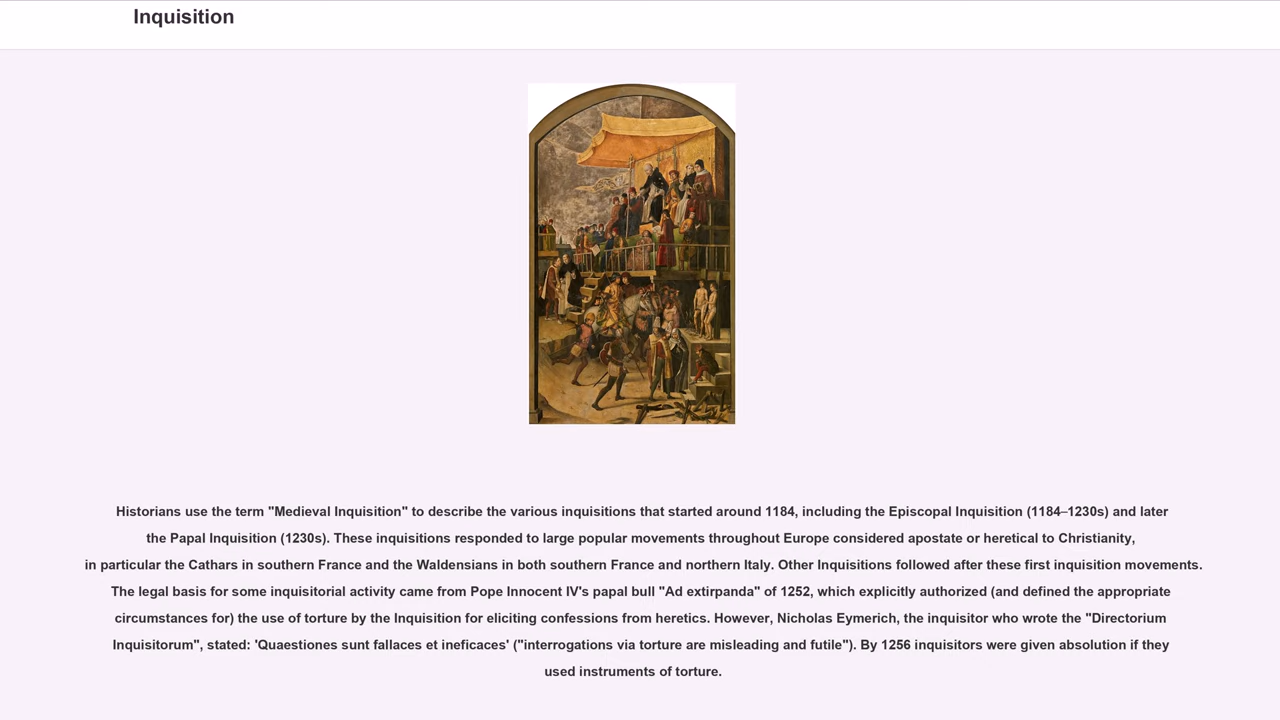 Inquisition
Historians use the term "Medieval Inquisition" to describe the various inquisitions that started around 1184, including the Episcopal Inquisition (1184–1230s) and later
the Papal Inquisition (1230s). These inquisitions responded to large popular movements throughout Europe considered apostate or heretical to Christianity,
in particular the Cathars in southern France and the Waldensians in both southern France and northern Italy. Other Inquisitions followed after these first inquisition movements.
The legal basis for some inquisitorial activity came from Pope Innocent IV's papal bull "Ad extirpanda" of 1252, which explicitly authorized (and defined the appropriate
circumstances for) the use of torture by the Inquisition for eliciting confessions from heretics. However, Nicholas Eymerich, the inquisitor who wrote the "Directorium
Inquisitorum", stated: 'Quaestiones sunt fallaces et ineficaces' ("interrogations via torture are misleading and futile"). By 1256 inquisitors were given absolution if they
used instruments of torture.